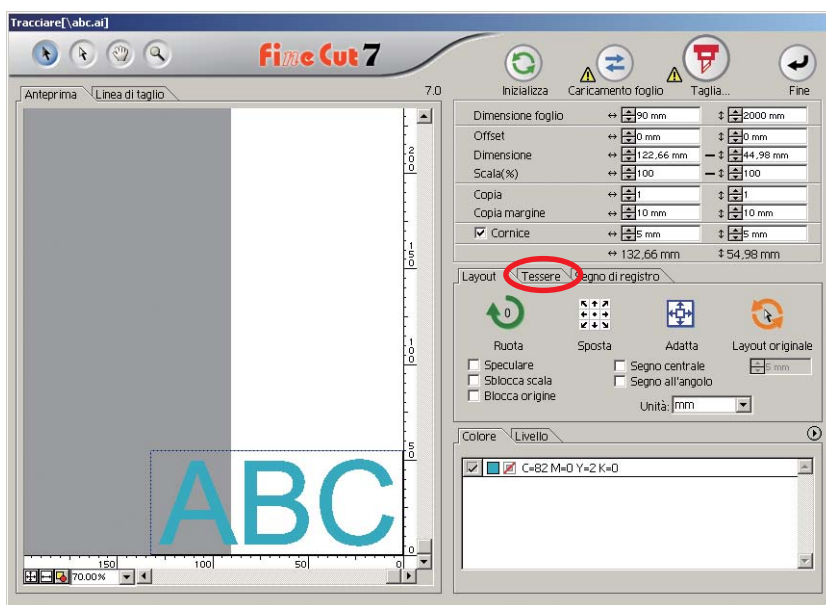 Tracciare[\abc.ai]
Fine Cut 7
7.0
Inizializza
Caricamento foglio
Taglia...
Fine
Anteprima
Linea di taglio
Dimensione foglio 90 mm 2000 mm
Offset 0 mm 0 mm
Dimensione 122,66 mm 44,98 mm
Scala(%) 100 100
Copia 1 1
Copia margine 10 mm 10 mm
Cornice 5 mm 5 mm
132,66 mm 54,98 mm
Layout Tessere Segno di registro
0
Ruota Sposta Adatta Layout originale
Speculare Segno centrale 5 mm
Sblocca scala Segno all'angolo
Blocca origine
Unità: mm
Colore Livello
C=82 M=0 Y=2 K=0
200
150
100
50
0
ABC
150 100 50 0
70.00%